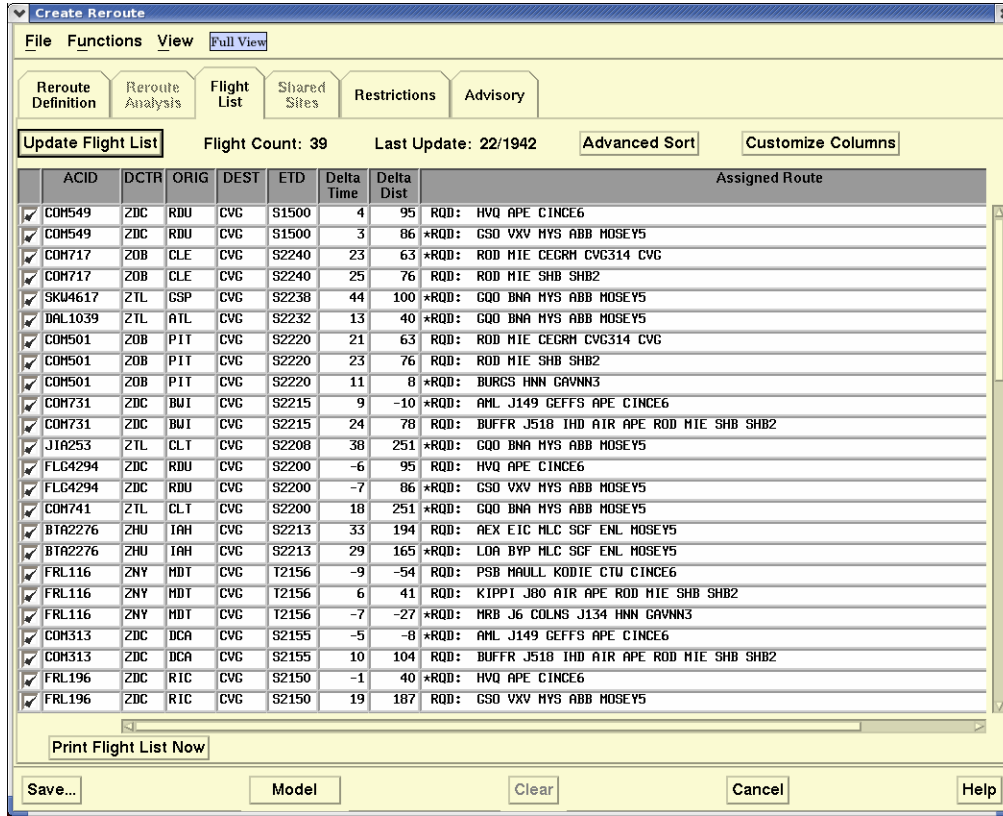 Create Reroute
File Functions View Full View
Reroute Definition Reroute Analysis Flight List Shared Sites Restrictions Advisory
Update Flight List Flight Count: 39 Last Update: 22/1942 Advanced Sort Customize Columns
ACID DCTR ORIG DEST ETD Delta Time Delta Dist Assigned Route
COM549 ZDC RDU CVG S1500 4 95 RQD: HVQ APE CINCE6
COM549 ZDC RDU CVG S1500 3 86 *RQD: GSO VXV MYS ABB MOSEY5
COM717 ZOB CLE CVG S2240 23 63 *RQD: ROD MIE CEGRM CVG314 CVG
COM717 ZOB CLE CVG S2240 25 76 RQD: ROD MIE SHB SHB2
SKW4617 ZTL GSP CVG S2238 44 100 *RQD: GQO BNA MYS ABB MOSEY5
DAL1039 ZTL ATL CVG S2232 13 40 *RQD: GQO BNA MYS ABB MOSEY5
COM501 ZOB PIT CVG S2220 21 63 RQD: ROD MIE CEGRM CVG314 CVG
COM501 ZOB PIT CVG S2220 23 76 RQD: ROD MIE SHB SHB2
COM501 ZOB PIT CVG S2220 11 8 *RQD: BURGS HNN GAVNN3
COM731 ZDC BWI CVG S2215 9 -10 *RQD: AML J149 GEFFS APE CINCE6
COM731 ZDC BWI CVG S2215 24 78 RQD: BUFFR J518 IHD AIR APE ROD MIE SHB SHB2
JIA253 ZTL CLT CVG S2208 38 251 *RQD: GQO BNA MYS ABB MOSEY5
FLG4294 ZDC RDU CVG S2200 -6 95 RQD: HVQ APE CINCE6
FLG4294 ZDC RDU CVG S2200 -7 86 *RQD: GSO VXV MYS ABB MOSEY5
COM741 ZTL CLT CVG S2200 18 251 *RQD: GQO BNA MYS ABB MOSEY5
BTA2276 ZHU IAH CVG S2213 33 194 RQD: AEX EIC MLC SGF ENL MOSEY5
BTA2276 ZHU IAH CVG S2213 29 165 *RQD: LOA BYP MLC SGF ENL MOSEY5
FRL116 ZNY MDT CVG T2156 -9 -54 RQD: PSB MAULL KODIE CTW CINCE6
FRL116 ZNY MDT CVG T2156 6 41 RQD: KIPPI J80 AIR APE ROD MIE SHB SHB2
FRL116 ZNY MDT CVG T2156 -7 -27 *RQD: MRB J6 COLNS J134 HNN GAVNN3
COM313 ZDC DCA CVG S2155 -5 -8 *RQD: AML J149 GEFFS APE CINCE6
COM313 ZDC DCA CVG S2155 10 104 RQD: BUFFR J518 IHD AIR APE ROD MIE SHB SHB2
FRL196 ZDC RIC CVG S2150 -1 40 *RQD: HVQ APE CINCE6
FRL196 ZDC RIC CVG S2150 19 187 RQD: GSO VXV MYS ABB MOSEY5
Print Flight List Now
Save... Model Clear Cancel Help